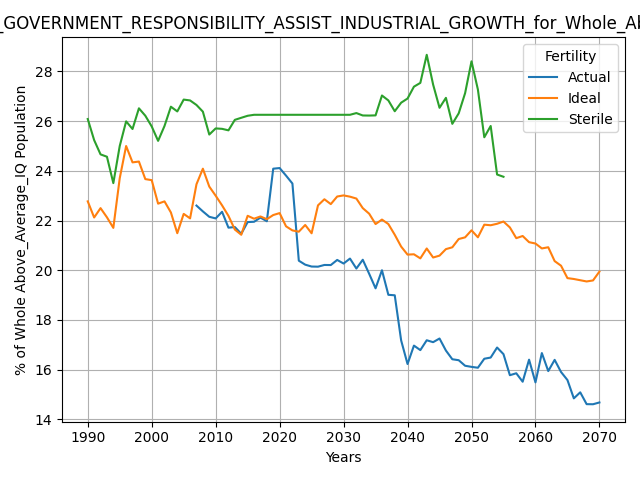 _GOVERNMENT_RESPONSIBILITY_ASSIST_INDUSTRIAL_GROWTH_for_Whole_Ab
Fertility
Actual
Ideal
Sterile
% of Whole Above_Average_IQ Population
28
26
24
22
20
18
16
14
1990 2000 2010 2020 2030 2040 2050 2060 2070
Years